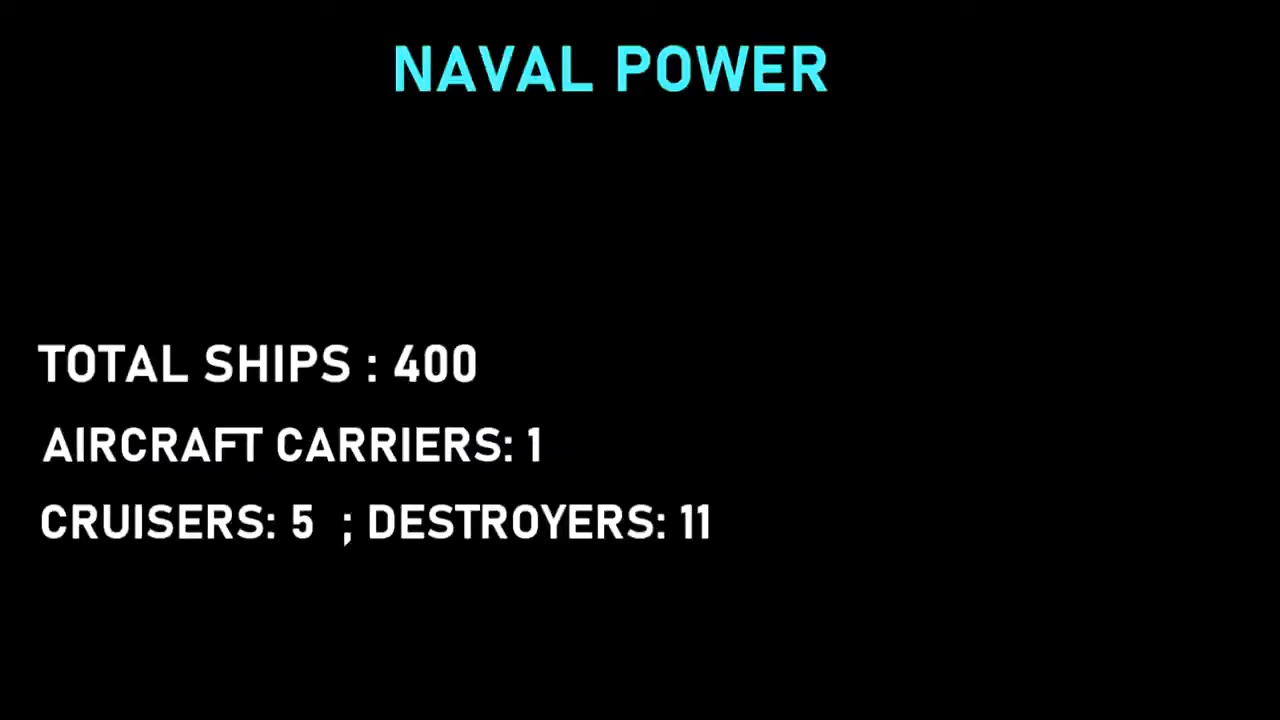 NAVAL POWER
TOTAL SHIPS : 400
AIRCRAFT CARRIERS: 1
CRUISERS: 5 ; DESTROYERS: 11